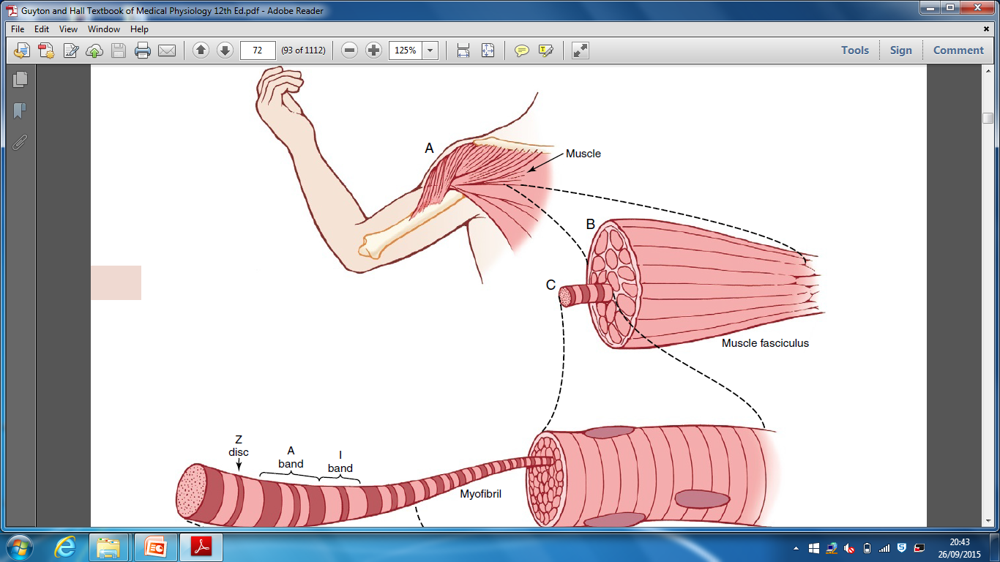 Guyton and Hall Textbook of Medical Physiology 12th Ed.pdf - Adobe Reader
File Edit View Window Help
72 (93 of 1112) 125% Tools Sign Comment
A
Muscle
B
C
Muscle fasciculus
Z
disc
A
band
I
band
Myofibril
20:43
26/09/2015